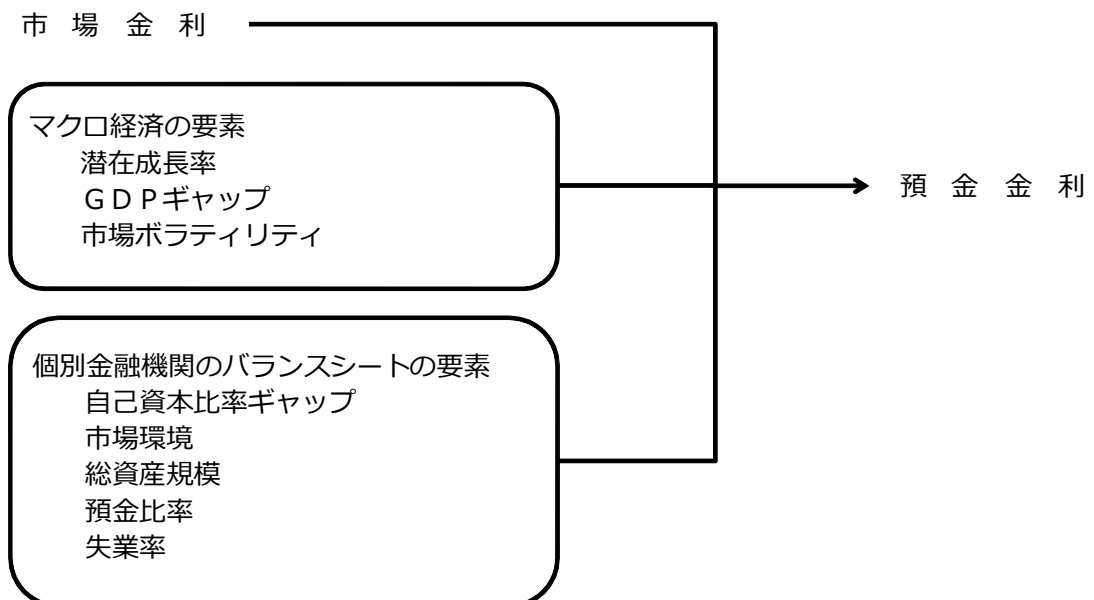 市場金利
マクロ経済の要素
潜在成長率
ＧＤＰギャップ
市場ボラティリティ
預金金利
個別金融機関のバランスシートの要素
自己資本比率ギャップ
市場環境
総資産規模
預金比率
失業率